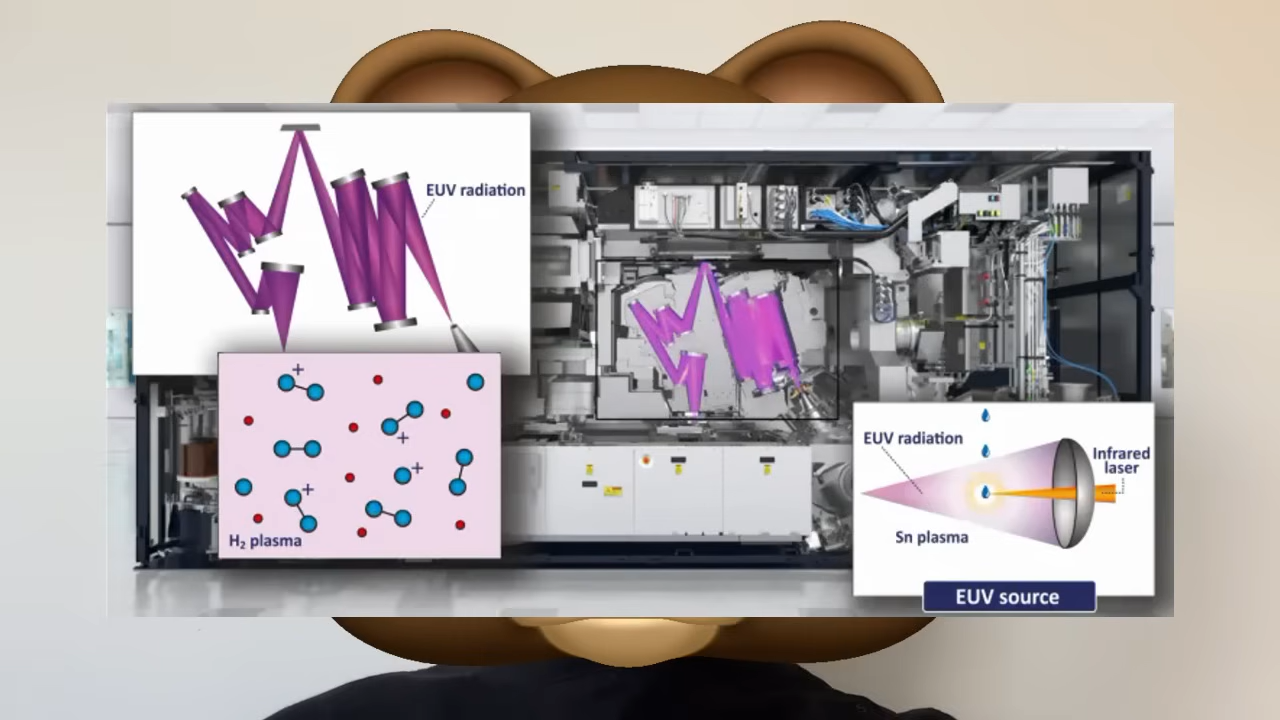 EUV radiation
H₂ plasma
EUV radiation
Infrared
laser
Sn plasma
EUV source